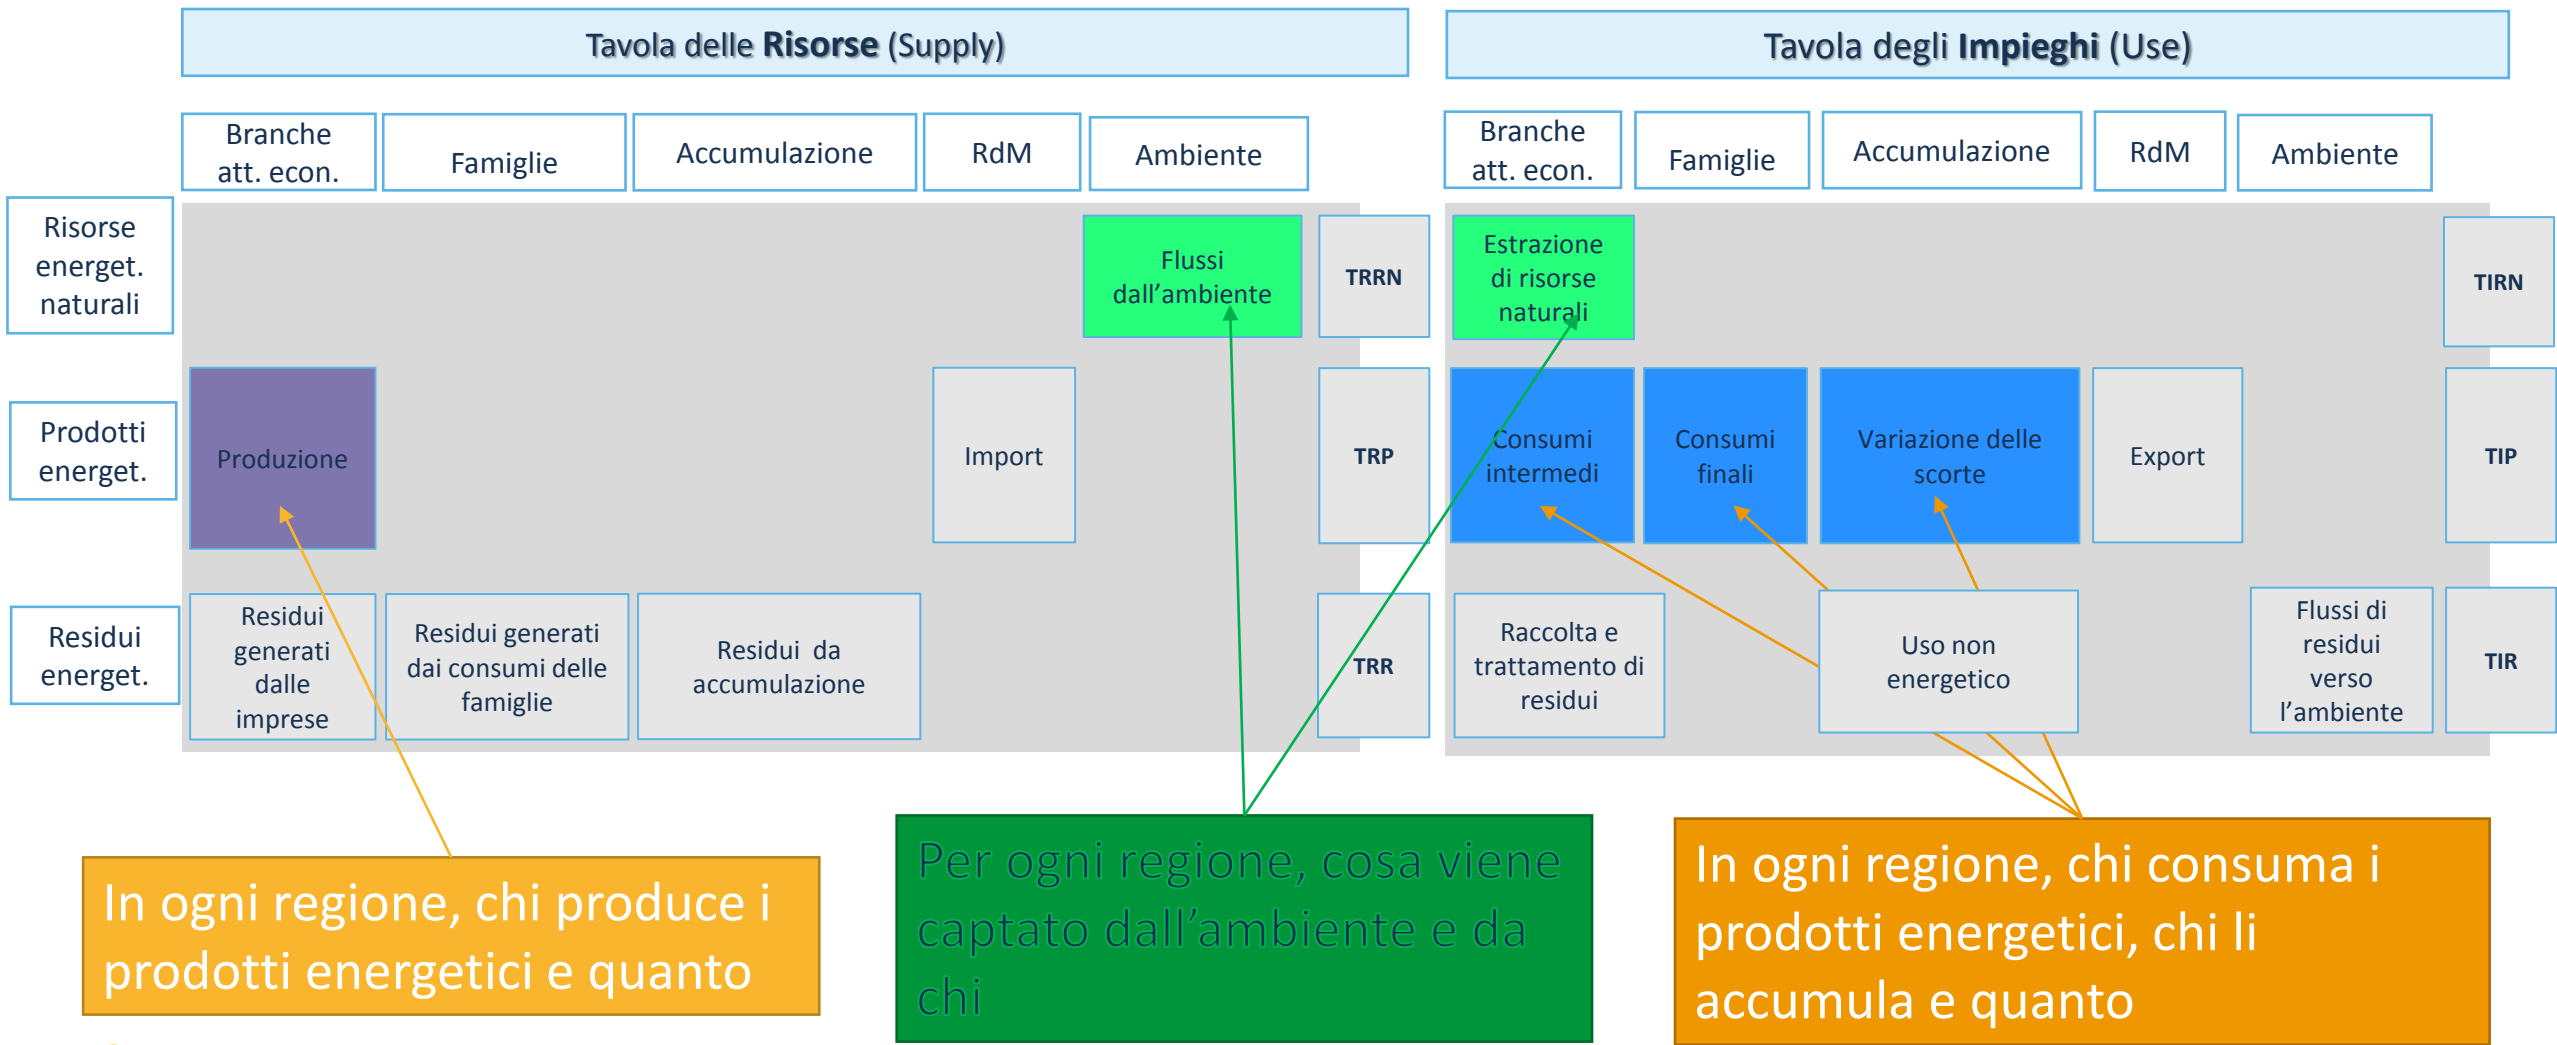 Tavola delle Risorse (Supply)
Tavola degli Impieghi (Use)
Branche
att. econ.
Famiglie
Accumulazione
RdM
Ambiente
Branche
att. econ.
Famiglie
Accumulazione
RdM
Ambiente
Risorse
energet.
naturali
Flussi
dall’ambiente
TRRN
Estrazione
di risorse
naturali
TIRN
Prodotti
energet.
Produzione
Import
TRP
Consumi
intermedi
Consumi
finali
Variazione delle
scorte
Export
TIP
Residui
energet.
Residui
generati
dalle
imprese
Residui generati
dai consumi delle
famiglie
Residui da
accumulazione
TRR
Raccolta e
trattamento di
residui
Uso non
energetico
Flussi di
residui
verso
l’ambiente
TIR
In ogni regione, chi produce i
prodotti energetici e quanto
Per ogni regione, cosa viene
captato dall’ambiente e da
chi
In ogni regione, chi consuma i
prodotti energetici, chi li
accumula e quanto